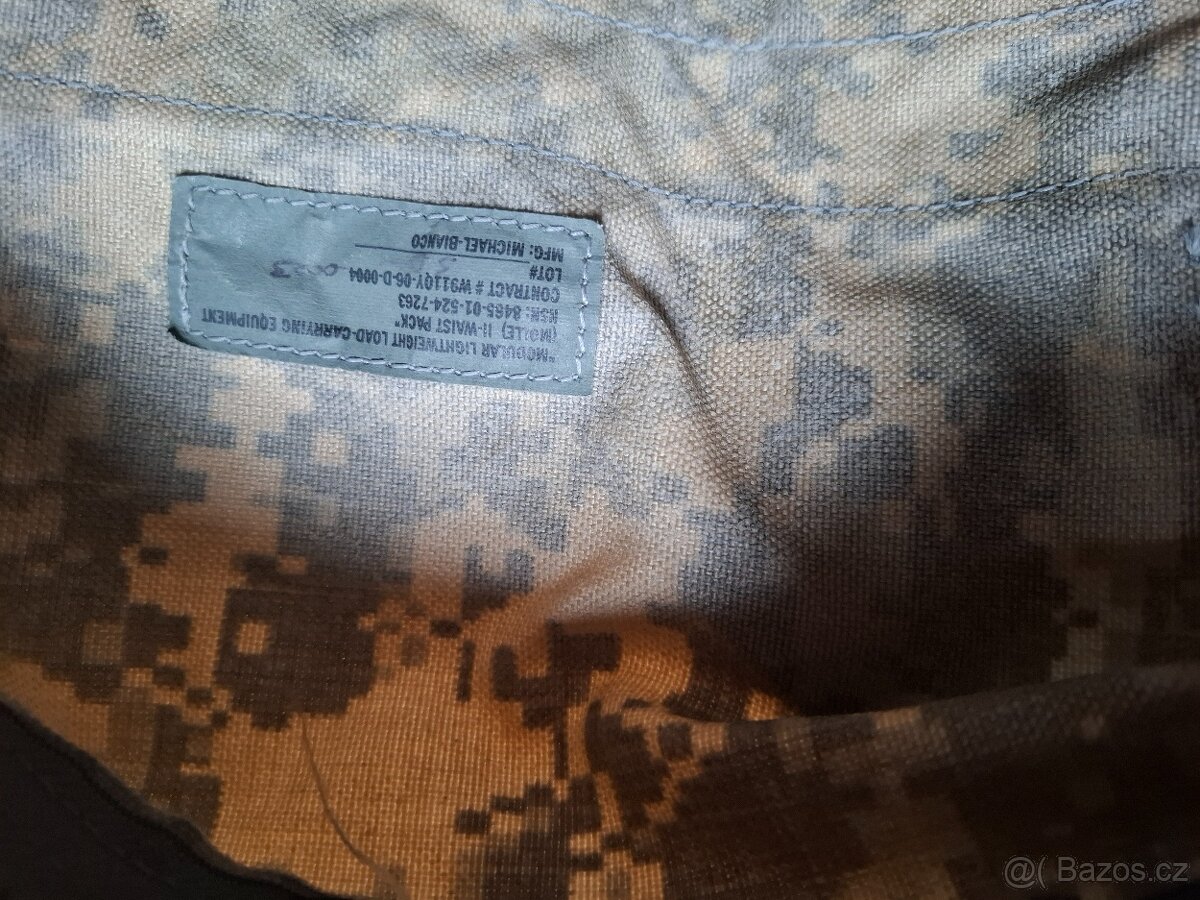 "MODULAR LIGHTWEIGHT LOAD-CARRYING EQUIPMENT
(MOLLE) II-WAIST PACK"
NSN: 8465-01-524-7263
CONTRACT # W911QY-06-D-0004
LOT#
MFG: MICHAEL-BIANCO
@( Bazos.cz